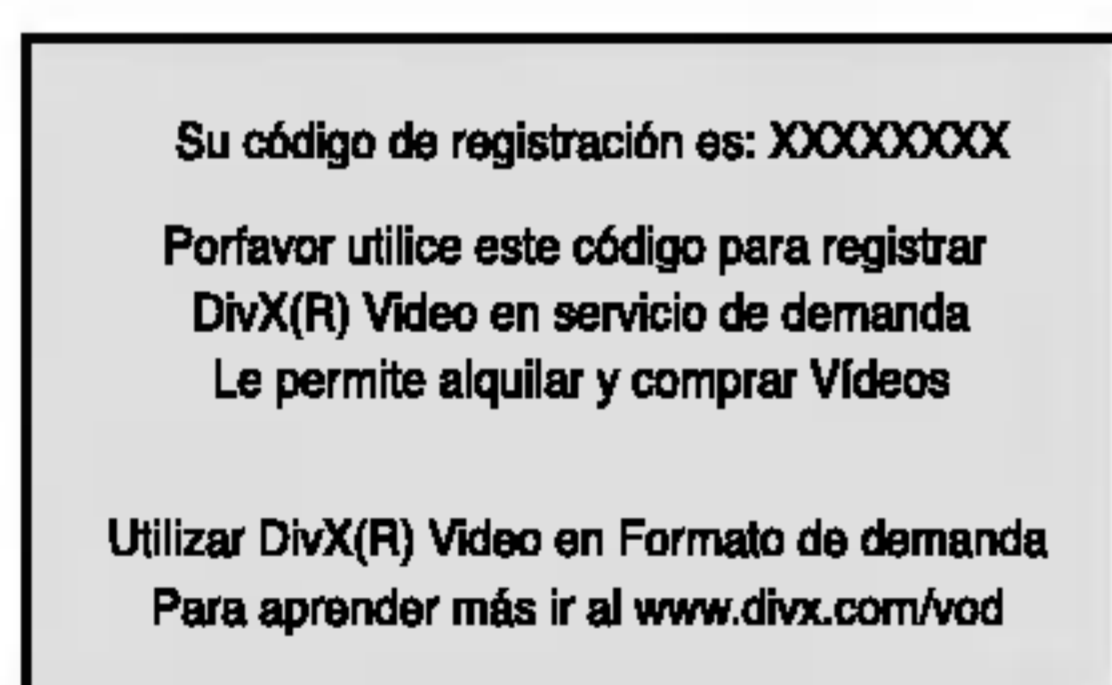 Su código de registración es: XXXXXXXX
Porfavor utilice este código para registrar
DivX(R) Video en servicio de demanda
Le permite alquilar y comprar Vídeos
Utilizar DivX(R) Video en Formato de demanda
Para aprender más ir al www.divx.com/vod